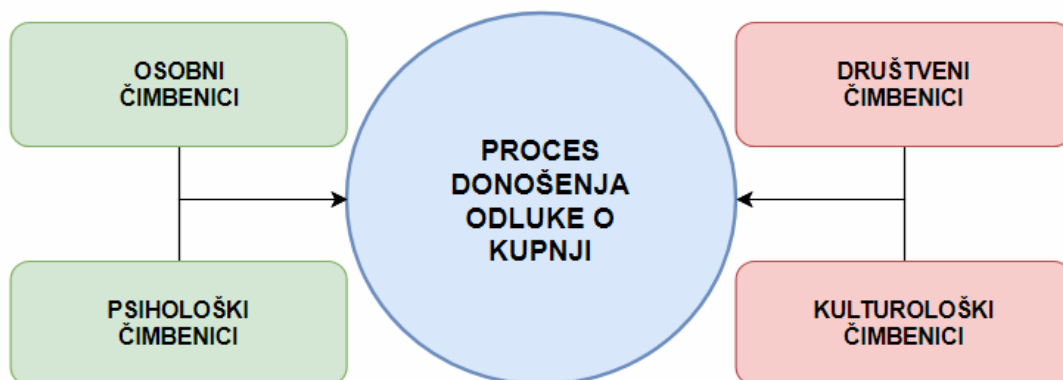 OSOBNI
ČIMBENICI
PSIHOLOŠKI
ČIMBENICI
PROCES
DONOŠENJA
ODLUKE O
KUPNJI
DRUŠTVENI
ČIMBENICI
KULTUROLOŠKI
ČIMBENICI